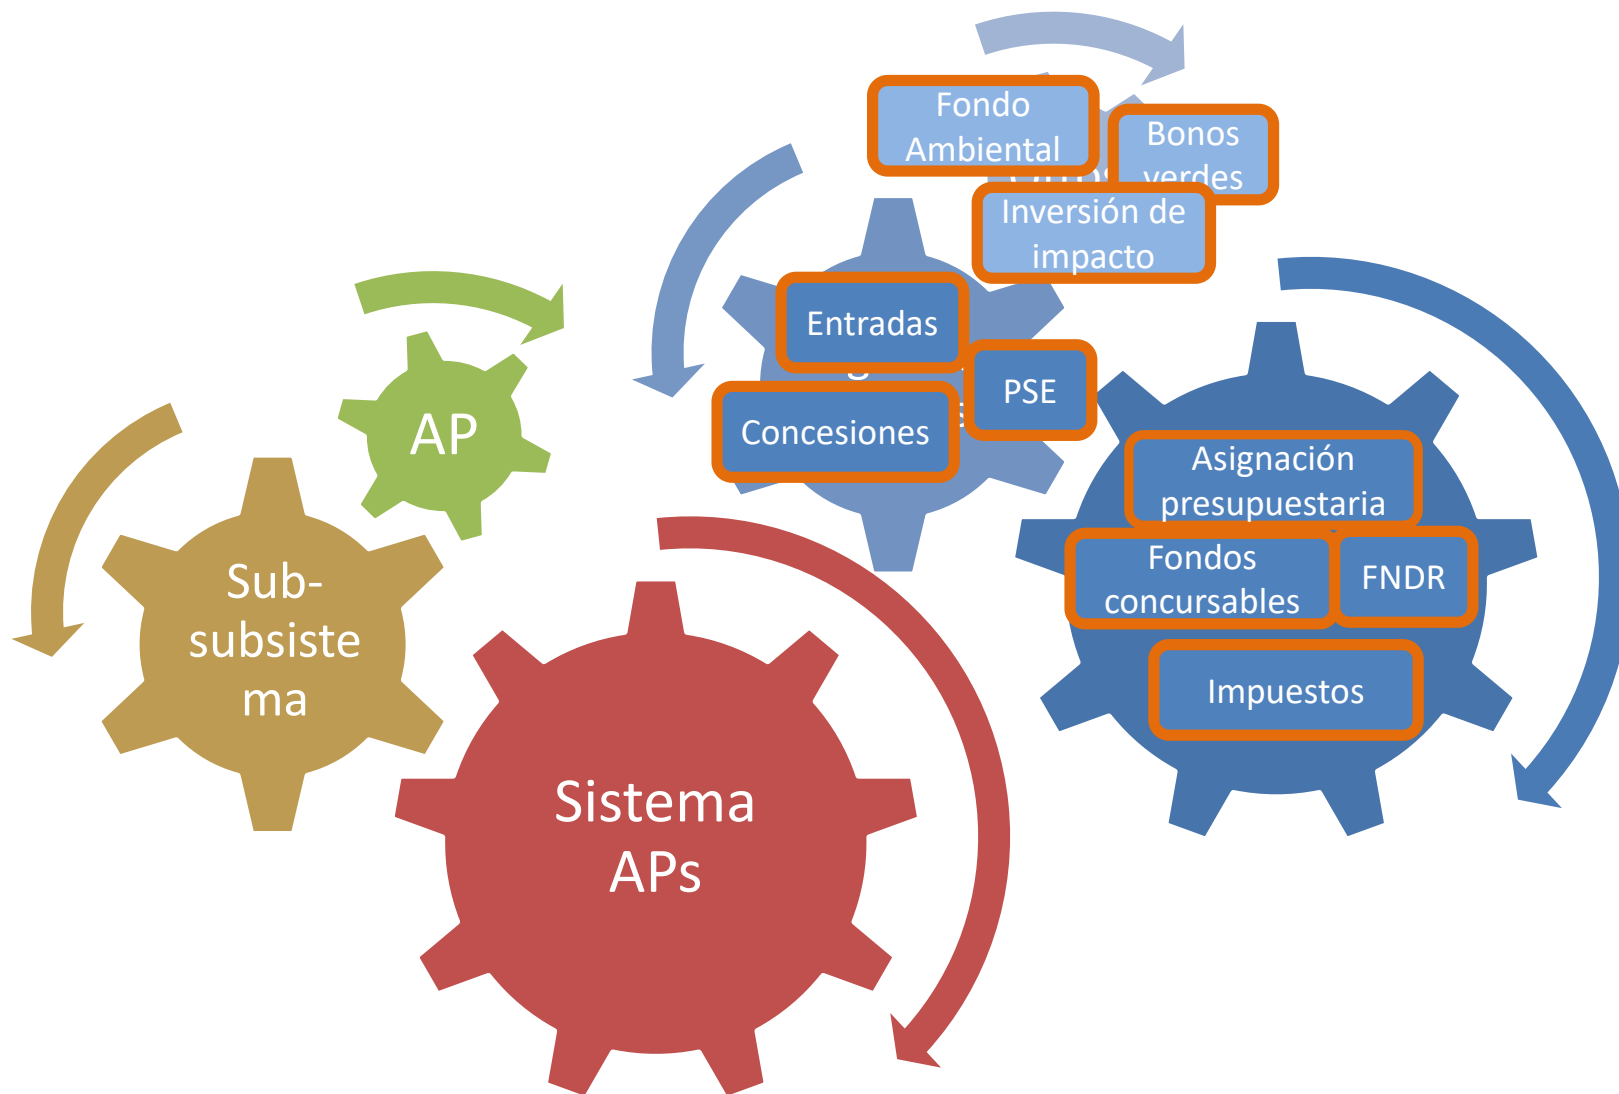 Fondo
Ambiental
Bonos
verdes
Inversión de
impacto
Entradas
PSE
Concesiones
AP
Asignación
presupuestaria
Fondos
concursables
FNDR
Impuestos
Sub-
subsiste
ma
Sistema
APs